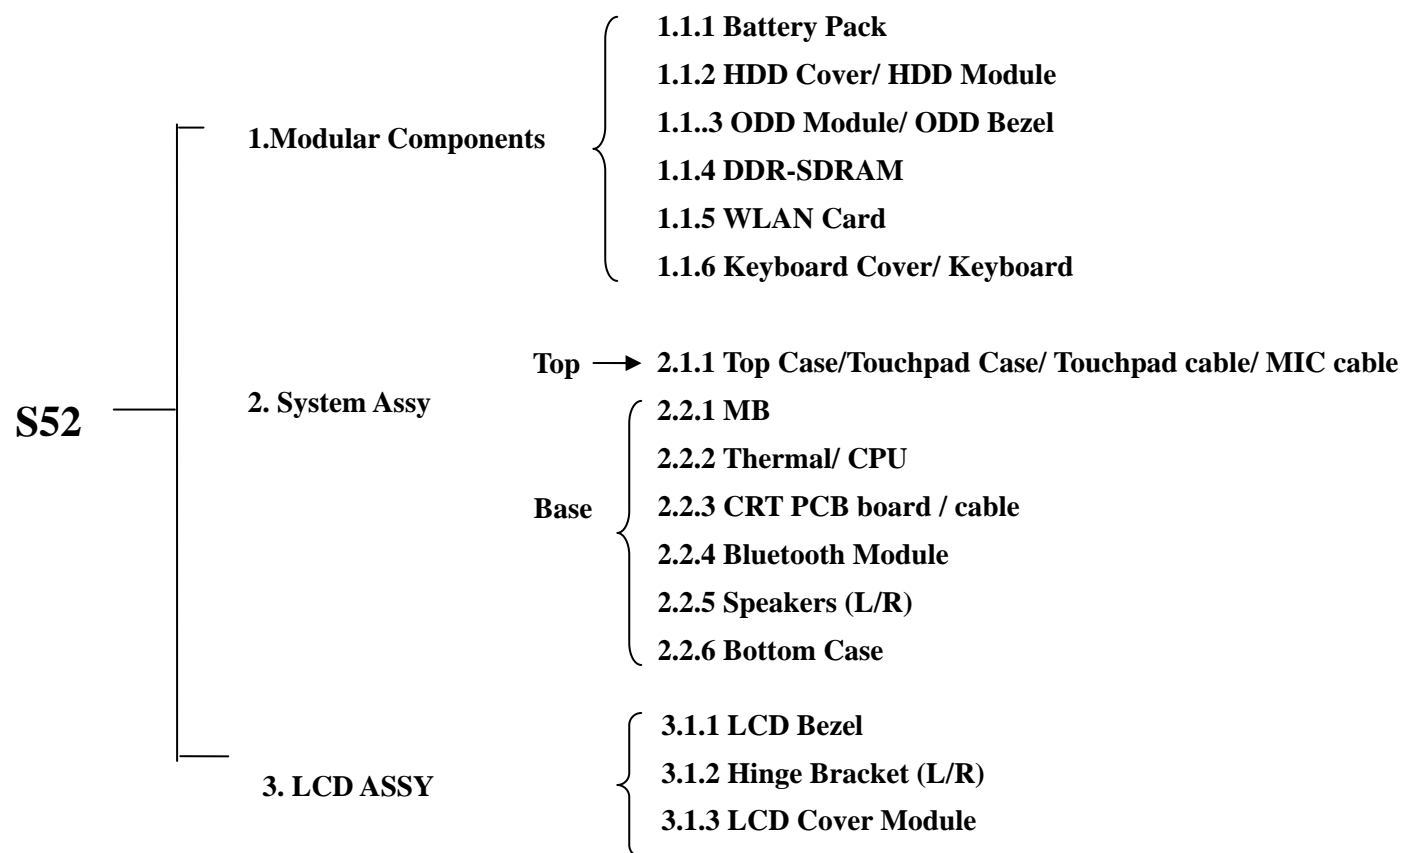 1.1.1 Battery Pack
1.1.2 HDD Cover/ HDD Module
1.Modular Components
1.1..3 ODD Module/ ODD Bezel
1.1.4 DDR-SDRAM
1.1.5 WLAN Card
1.1.6 Keyboard Cover/ Keyboard
Top 2.1.1 Top Case/Touchpad Case/ Touchpad cable/ MIC cable
S52
2. System Assy
2.2.1 MB
2.2.2 Thermal/ CPU
Base
2.2.3 CRT PCB board / cable
2.2.4 Bluetooth Module
2.2.5 Speakers (L/R)
2.2.6 Bottom Case
3.1.1 LCD Bezel
3. LCD ASSY
3.1.2 Hinge Bracket (L/R)
3.1.3 LCD Cover Module